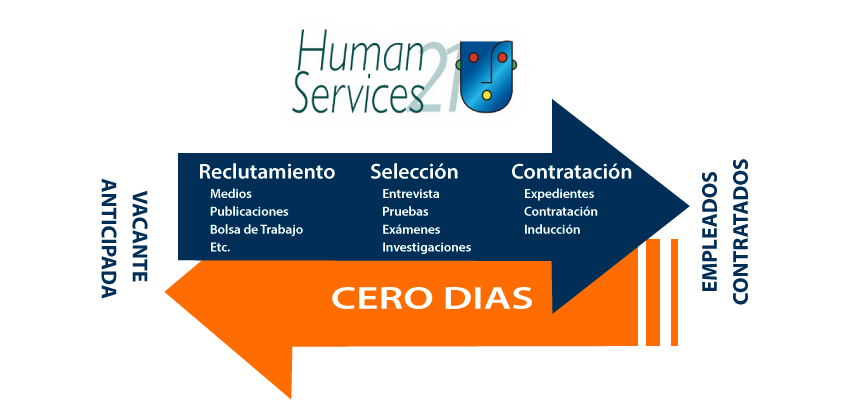 Human
Services 21
VACANTE
ANTICIPADA
Reclutamiento
Medios
Publicaciones
Bolsa de Trabajo
Etc.
Selección
Entrevista
Pruebas
Exámenes
Investigaciones
Contratación
Expedientes
Contratación
Inducción
EMPLEADOS
CONTRATADOS
CERO DIAS